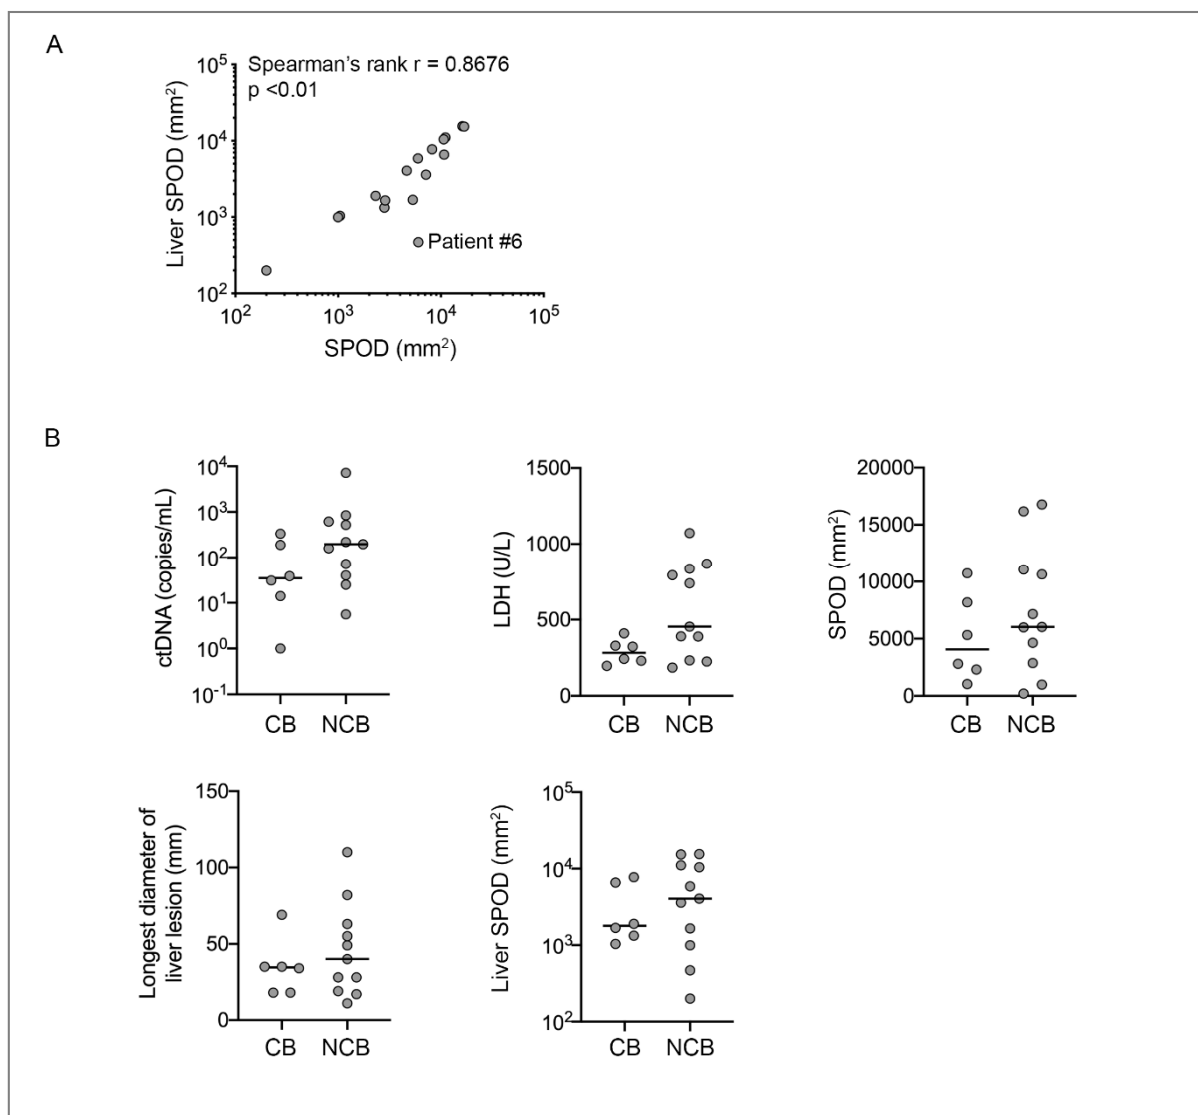 A
Spearman's rank r = 0.8676
p <0.01
Liver SPOD (mm²)
10⁵
10⁴
10³
10²
Patient #6
10² 10³ 10⁴ 10⁵
SPOD (mm²)
B
ctDNA (copies/mL)
10⁴
10³
10²
10¹
10⁰
10⁻¹
CB NCB
LDH (U/L)
1500
1000
500
0
CB NCB
SPOD (mm²)
20000
15000
10000
5000
0
CB NCB
Longest diameter of
liver lesion (mm)
150
100
50
0
CB NCB
Liver SPOD (mm²)
10⁵
10⁴
10³
10²
CB NCB